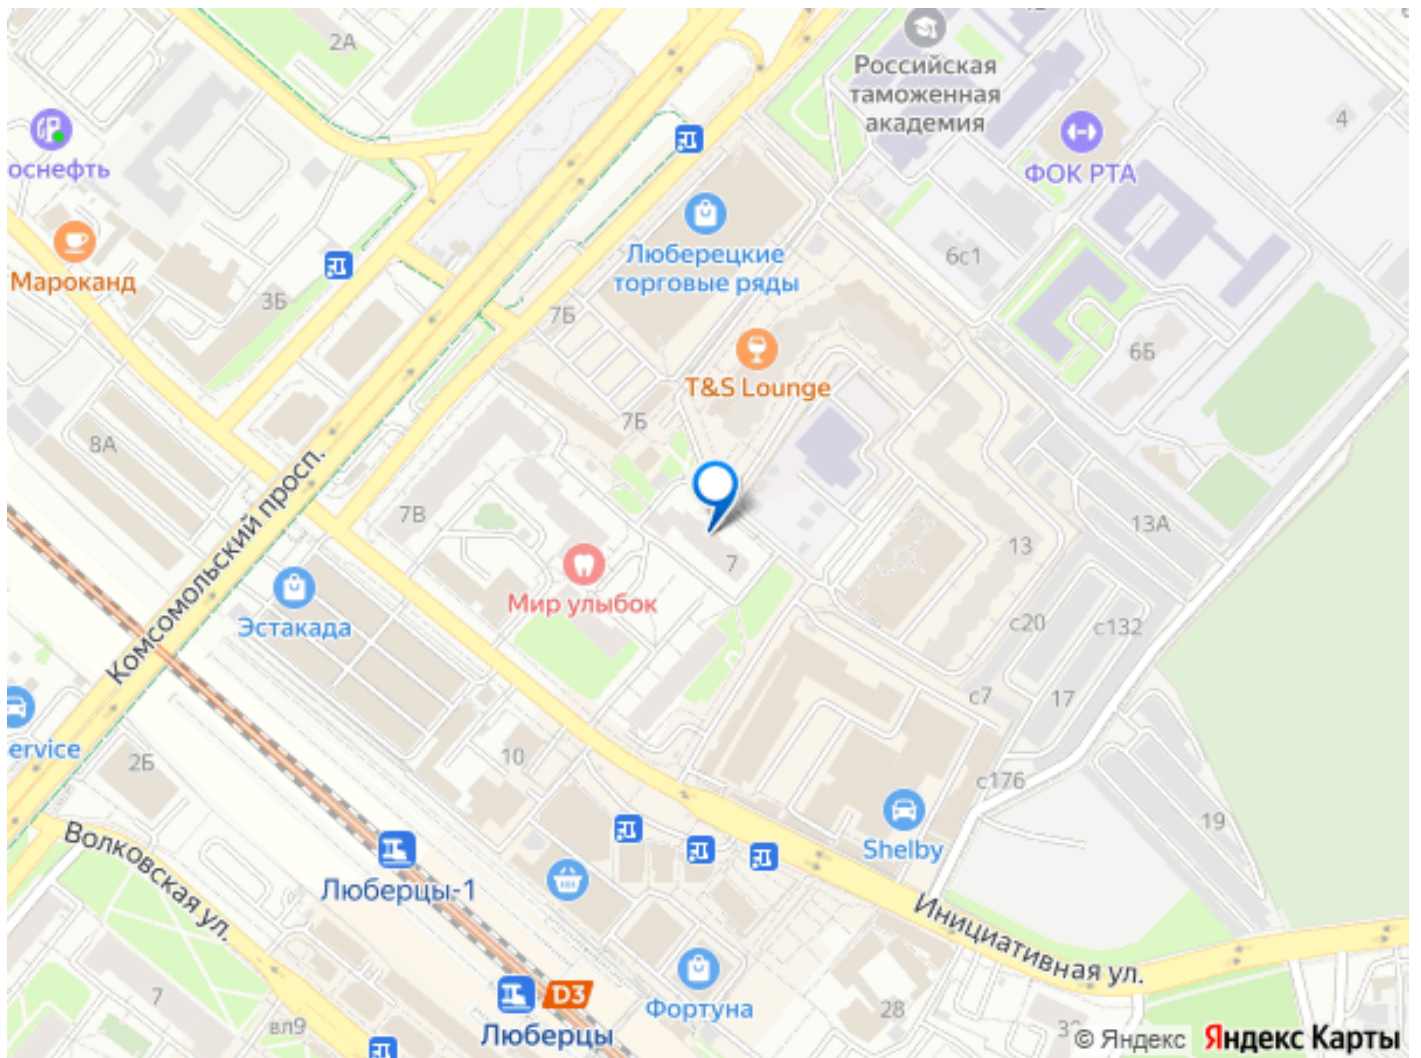 2А
Российская
таможенная
академия
4
оснефть
ФОК РТА
Мароканд
3Б
Люберецкие
торговые ряды
6с1
7Б
6Б
T&S Lounge
7Б
8А
Комсомольский просп.
7В
13А
13
7
Мир улыбок
Эстакада
с20
с132
с7
17
ervice
2Б
10
с176
19
Shelby
Волковская ул.
Люберцы-1
Инициативная ул.
7
вл9
D3
Люберцы
Фортуна
28
© Яндекс
Яндекс Карты